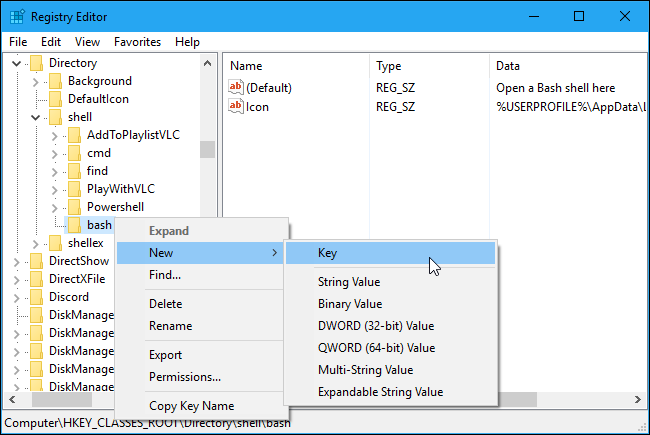 Registry Editor
File Edit View Favorites Help
Directory
Background
DefaultIcon
shell
AddToPlaylistVLC
cmd
find
PlayWithVLC
Powershell
bash
shellex
DirectShow
DirectXFile
Discord
DiskManage
DiskManage
DiskManage
DiskManage
Name Type Data
(Default) REG_SZ Open a Bash shell here
Icon REG_SZ %USERPROFILE%\AppData\L
Expand
New
Find...
Delete
Rename
Export
Permissions...
Copy Key Name
Key
String Value
Binary Value
DWORD (32-bit) Value
QWORD (64-bit) Value
Multi-String Value
Expandable String Value
Computer\HKEY_CLASSES_ROOT\Directory\shell\bash